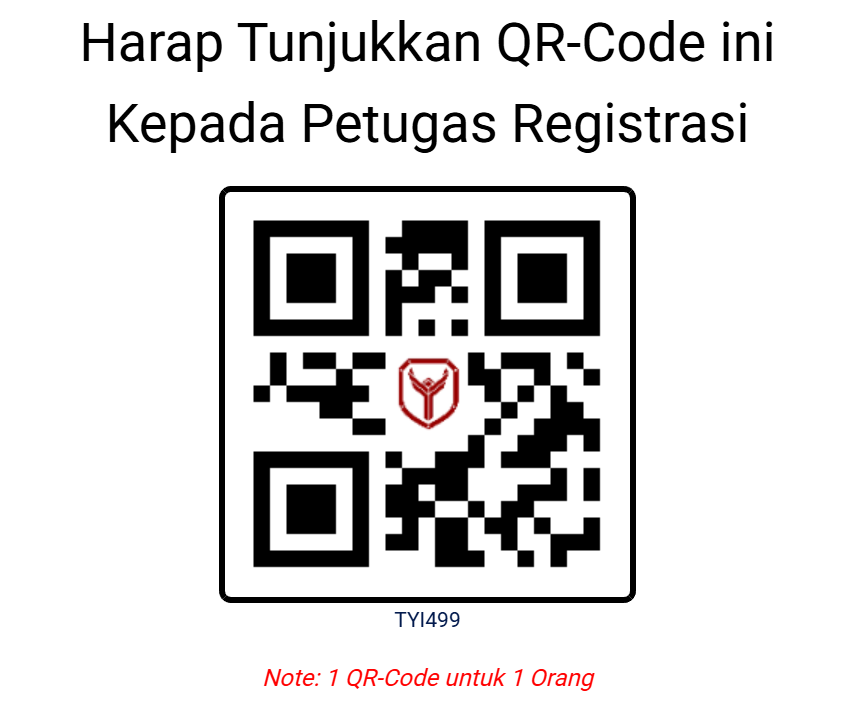 Harap Tunjukkan QR-Code ini
Kepada Petugas Registrasi
TYI499
Note: 1 QR-Code untuk 1 Orang